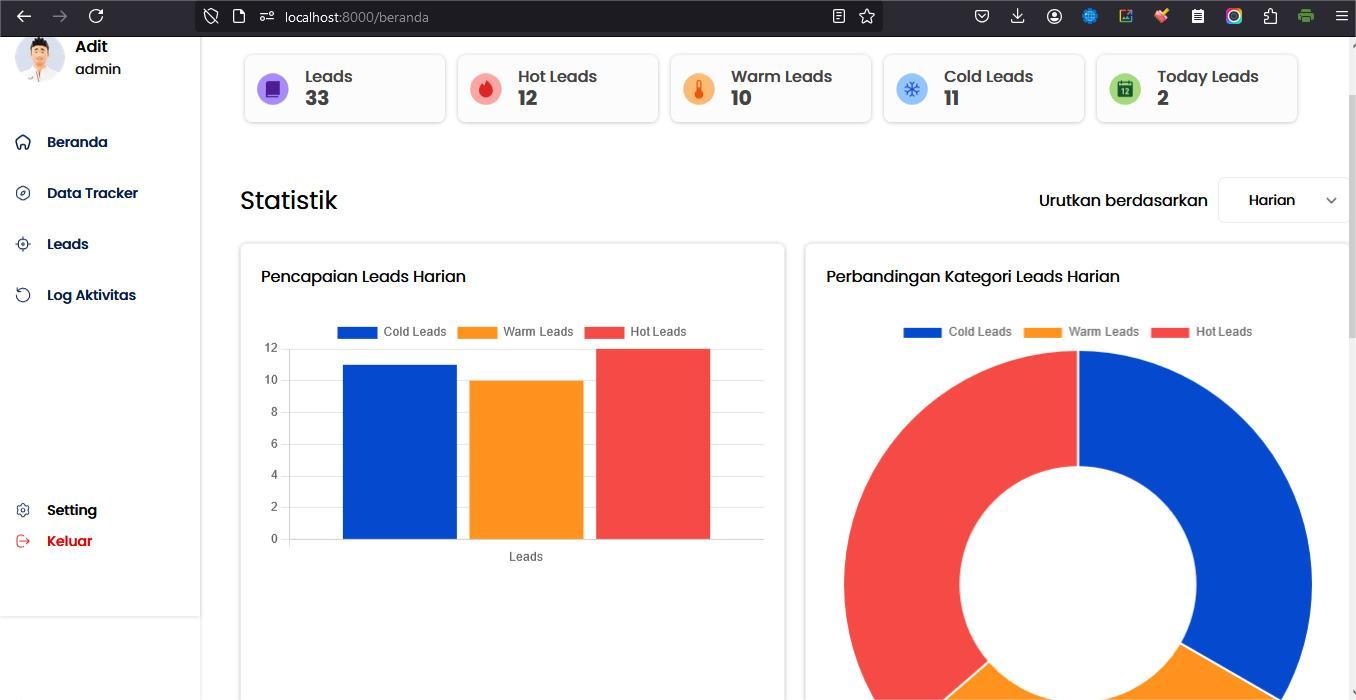 localhost:8000/beranda
Adit
admin
Beranda
Data Tracker
Leads
Log Aktivitas
Setting
Keluar
Leads
33
Hot Leads
12
Warm Leads
10
Cold Leads
11
12
Today Leads
2
Statistik
Urutkan berdasarkan
Harian
Pencapaian Leads Harian
Cold Leads Warm Leads Hot Leads
12
10
8
6
4
2
0
Leads
Perbandingan Kategori Leads Harian
Cold Leads Warm Leads Hot Leads